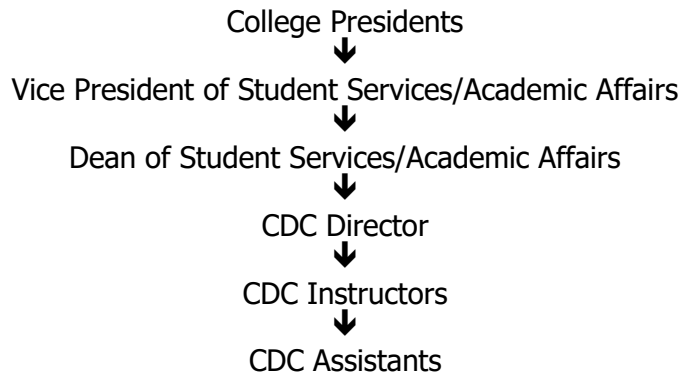 College Presidents
Vice President of Student Services/Academic Affairs
Dean of Student Services/Academic Affairs
CDC Director
CDC Instructors
CDC Assistants